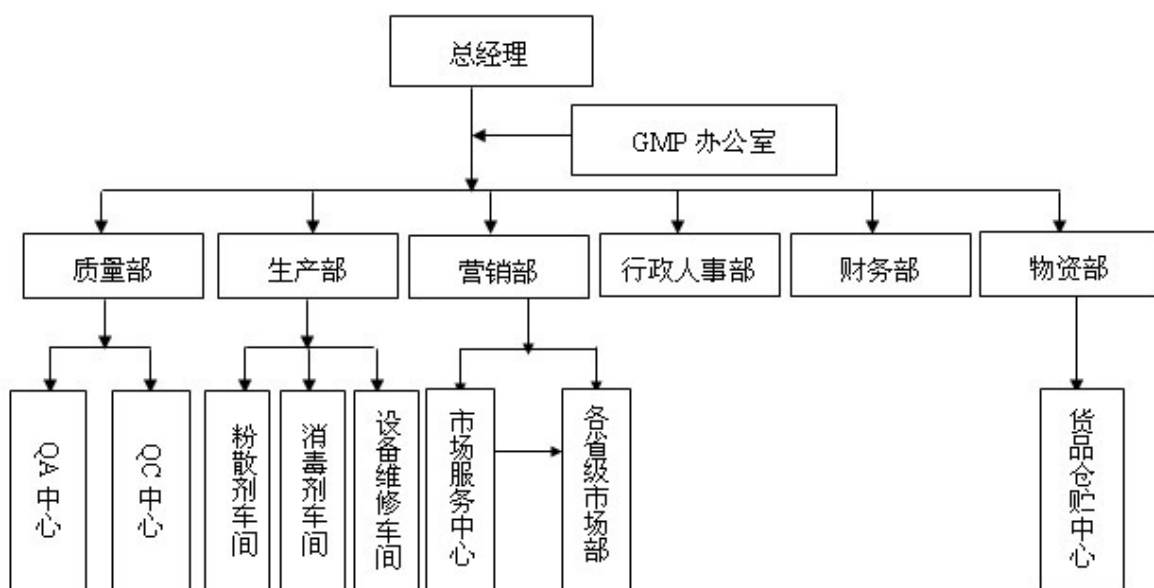 总经理
GMP 办公室
质量部
生产部
营销部
行政人事部
财务部
物资部
QA 中心
QC 中心
粉散剂车间
消毒剂车间
设备维修车间
市场服务中心
各省级市场部
货品仓贮中心